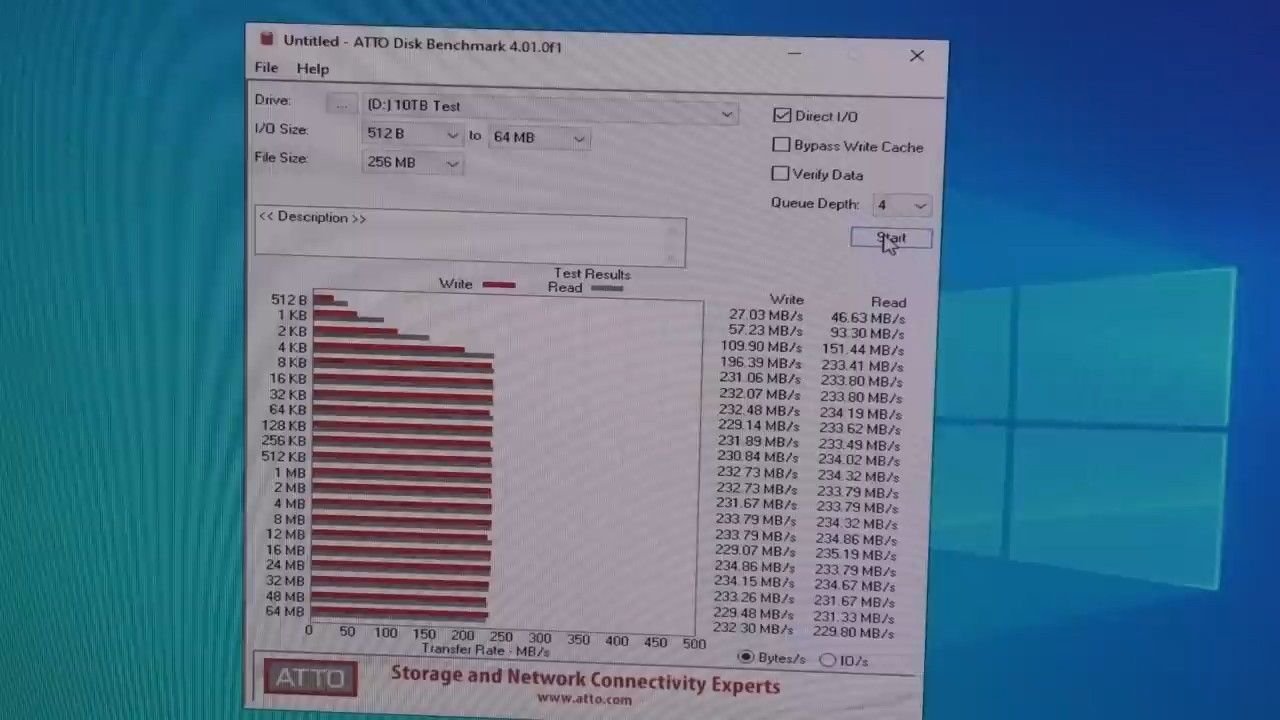 Untitled - ATTO Disk Benchmark 4.01.0f1
File Help
Drive: ... (D:) 10TB Test
I/O Size: 512 B to 64 MB
File Size: 256 MB
Direct I/O
Bypass Write Cache
Verify Data
Queue Depth: 4
Start
<< Description >>
Test Results
Write Read
Write Read
512 B 27.03 MB/s 46.63 MB/s
1 KB 57.23 MB/s 93.30 MB/s
2 KB 109.90 MB/s 151.44 MB/s
4 KB 196.39 MB/s 233.41 MB/s
8 KB 231.06 MB/s 233.80 MB/s
16 KB 232.07 MB/s 233.80 MB/s
32 KB 232.48 MB/s 234.19 MB/s
64 KB 229.14 MB/s 233.62 MB/s
128 KB 231.89 MB/s 233.49 MB/s
256 KB 230.84 MB/s 234.02 MB/s
512 KB 232.73 MB/s 234.32 MB/s
1 MB 232.73 MB/s 233.79 MB/s
2 MB 231.67 MB/s 233.79 MB/s
4 MB 233.79 MB/s 234.32 MB/s
8 MB 233.79 MB/s 234.86 MB/s
12 MB 229.07 MB/s 235.19 MB/s
16 MB 234.86 MB/s 233.79 MB/s
24 MB 234.15 MB/s 234.67 MB/s
32 MB 233.26 MB/s 231.67 MB/s
48 MB 229.48 MB/s 231.33 MB/s
64 MB 232.30 MB/s 229.80 MB/s
0 50 100 150 200 250 300 350 400 450 500
Transfer Rate - MB/s
Bytes/s IO/s
ATTO Storage and Network Connectivity Experts
www.atto.com